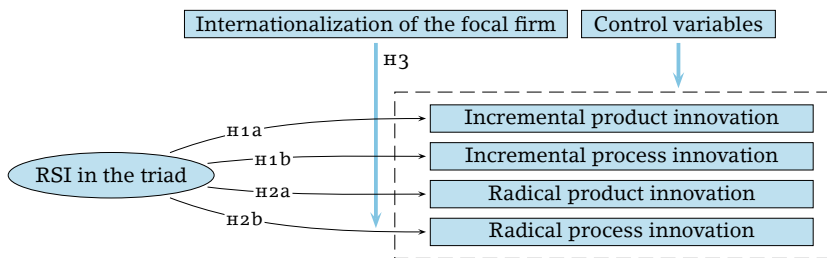 Internationalization of the focal firm
Control variables
H3
H1a
Incremental product innovation
H1b
Incremental process innovation
RSI in the triad
H2a
Radical product innovation
H2b
Radical process innovation